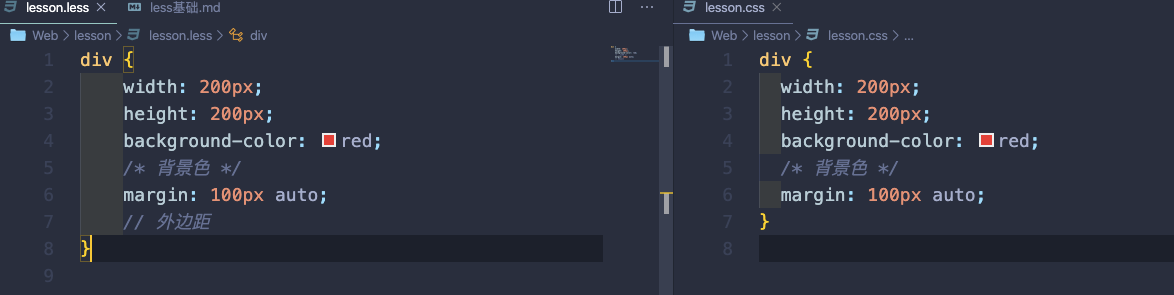 lesson.less × less基础.md
Web > lesson > lesson.less > div
1 div {
2 width: 200px;
3 height: 200px;
4 background-color: red;
5 /* 背景色 */
6 margin: 100px auto;
7 // 外边距
8 }
9
lesson.css ×
Web > lesson > lesson.css > ...
1 div {
2 width: 200px;
3 height: 200px;
4 background-color: red;
5 /* 背景色 */
6 margin: 100px auto;
7 }
8